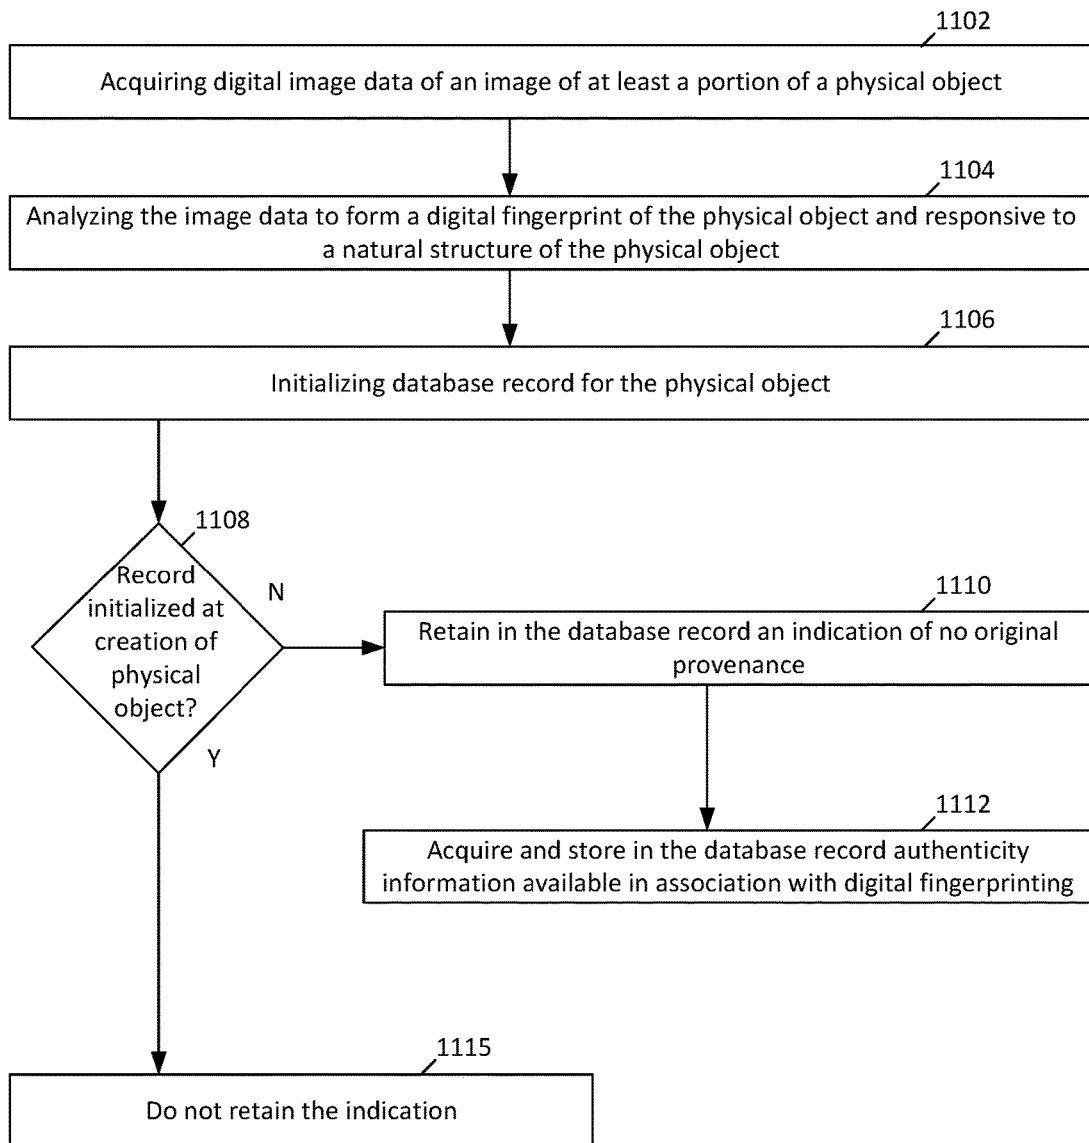 1102
Acquiring digital image data of an image of at least a portion of a physical object
1104
Analyzing the image data to form a digital fingerprint of the physical object and responsive to
a natural structure of the physical object
1106
Initializing database record for the physical object
1108
Record
initialized at
creation of
physical
object?
N
Y
1110
Retain in the database record an indication of no original
provenance
1112
Acquire and store in the database record authenticity
information available in association with digital fingerprinting
1115
Do not retain the indication